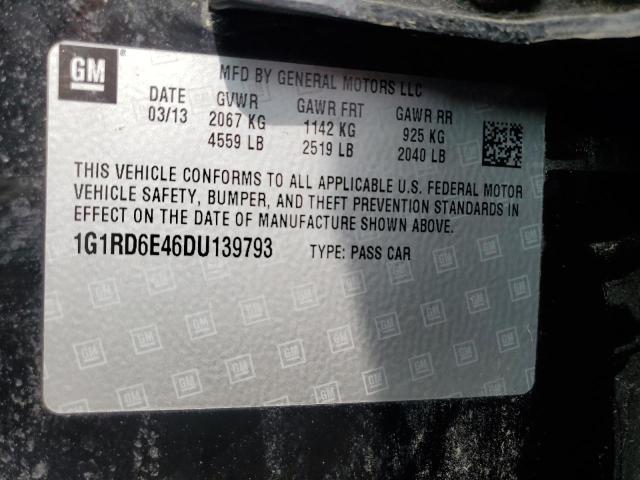 GM
MFD BY GENERAL MOTORS LLC
DATE GVWR GAWR FRT GAWR RR
03/13 2067 KG 1142 KG 925 KG
4559 LB 2519 LB 2040 LB
THIS VEHICLE CONFORMS TO ALL APPLICABLE U.S. FEDERAL MOTOR
VEHICLE SAFETY, BUMPER, AND THEFT PREVENTION STANDARDS IN
EFFECT ON THE DATE OF MANUFACTURE SHOWN ABOVE.
1G1RD6E46DU139793 TYPE: PASS CAR